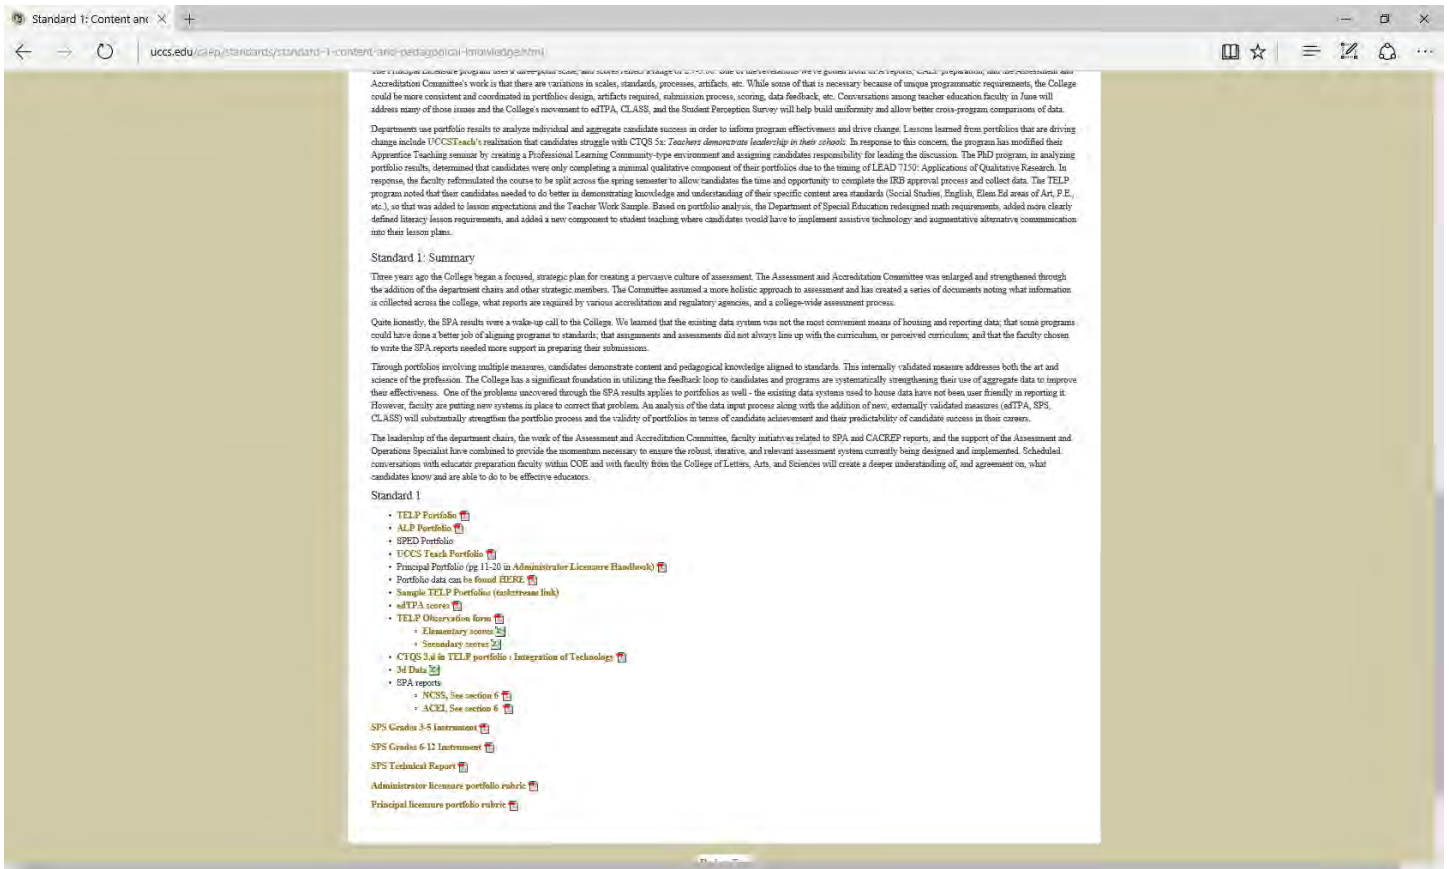 Standard 1: Content anc
uccs.edu/caep/standards/standard-1-content-and-pedagogical-knowledge.html
Accreditation Committee's work is that there are variations in scales, standards, processes, artifacts, etc. While some of that is necessary because of unique programmatic requirements, the College
could be more consistent and coordinated in portfolio design, artifacts required, submission process, scoring, data feedback, etc. Conversations among teacher education faculty in June will
address many of those issues and the College's movement to edTPA, CLASS, and the Student Perception Survey will help build uniformity and allow better cross-program comparisons of data.
Departments use portfolio results to analyze individual and aggregate candidate success in order to inform program effectiveness and drive change. Lessons learned from portfolios that are driving
change include UCCSTeach's realization that candidates struggle with CTQS 5a: Teachers demonstrate leadership in their schools. In response to this concern, the program has modified their
Apprentice Teaching seminar by creating a Professional Learning Community-type environment and assigning candidates responsibility for leading the discussion. The PhD program, in analyzing
portfolio results, determined that candidates were only completing a minimal qualitative component of their portfolios due to the timing of LEAD 7150: Applications of Qualitative Research. In
response, the faculty reformulated the course to be split across the spring semester to allow candidates the time and opportunity to complete the IRB approval process and collect data. The TELP
program noted that their candidates needed to do better in demonstrating knowledge and understanding of their specific content area standards (Social Studies, English, Elem Ed areas of Art, P.E.,
etc.), so that was added to lesson expectations and the Teacher Work Sample. Based on portfolio analysis, the Department of Special Education redesigned math requirements, added more clearly
defined literacy lesson requirements, and added a new component to student teaching where candidates would have to implement assistive technology and augmentative alternative communication
into their lesson plans.
Standard 1: Summary
Three years ago the College began a focused, strategic plan for creating a pervasive culture of assessment. The Assessment and Accreditation Committee was enlarged and strengthened through
the addition of the department chairs and other strategic members. The Committee assumed a more holistic approach to assessment and has created a series of documents noting what information
is collected across the college, what reports are required by various accreditation and regulatory agencies, and a college-wide assessment process.
Quite honestly, the SPA results were a wake-up call to the College. We learned that the existing data system was not the most convenient means of housing and reporting data; that some programs
could have done a better job of aligning programs to standards; that assignments and assessments did not always line up with the curriculum, or perceived curriculum; and that the faculty chosen
to write the SPA reports needed more support in preparing their submissions.
Through portfolios involving multiple measures, candidates demonstrate content and pedagogical knowledge aligned to standards. This internally validated measure addresses both the art and
science of the profession. The College has a significant foundation in utilizing the feedback loop to candidates and programs are systematically strengthening their use of aggregate data to improve
their effectiveness. One of the problems uncovered through the SPA results applies to portfolios as well - the existing data systems used to house data have not been user friendly in reporting it.
However, faculty are putting new systems in place to correct that problem. An analysis of the data input process along with the addition of new, externally validated measures (edTPA, SPS,
CLASS) will substantially strengthen the portfolio process and the validity of portfolios in terms of candidate achievement and their predictability of candidate success in their careers.
The leadership of the department chairs, the work of the Assessment and Accreditation Committee, faculty initiatives related to SPA and CACREP reports, and the support of the Assessment and
Operations Specialist have combined to provide the momentum necessary to ensure the robust, iterative, and relevant assessment system currently being designed and implemented. Scheduled
conversations with educator preparation faculty within COE and with faculty from the College of Letters, Arts, and Sciences will create a deeper understanding of, and agreement on, what
candidates know and are able to do to be effective educators.
Standard 1
• TELP Portfolio
• ALP Portfolio
• SPED Portfolio
• UCCS Teach Portfolio
• Principal Portfolio (pg 11-20 in Administrator Licensure Handbook)
• Portfolio data can be found HERE
• Sample TELP Portfolios (taskstream link)
• edTPA scores
• TELP Observation form
◦ Elementary scores
◦ Secondary scores
• CTQS 3.d in TELP portfolio : Integration of Technology
• 3d Data
• SPA reports
◦ NCSS, See section 6
◦ ACEI, See section 6
SPS Grades 3-5 Instrument
SPS Grades 6-12 Instrument
SPS Technical Report
Administrator licensure portfolio rubric
Principal licensure portfolio rubric